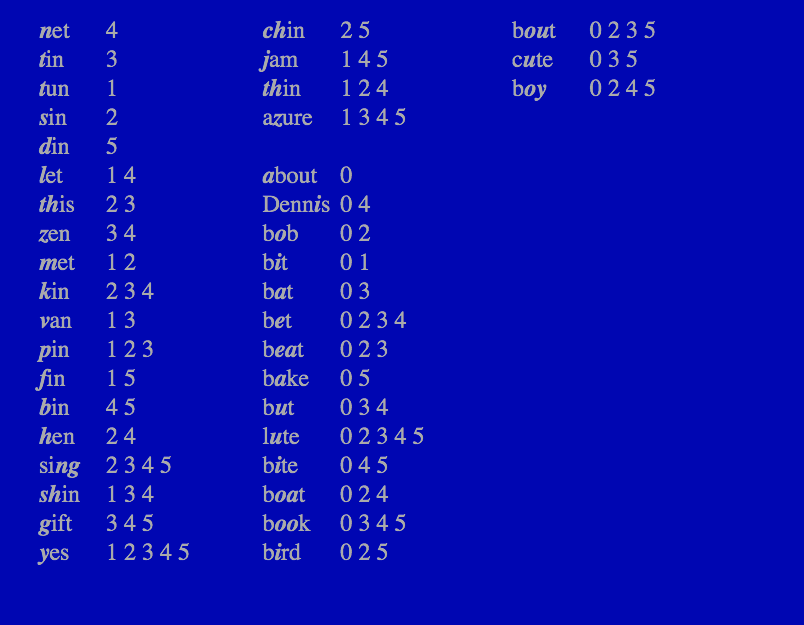 net 4
tin 3
tun 1
sin 2
din 5
let 1 4
this 2 3
zen 3 4
met 1 2
kin 2 3 4
van 1 3
pin 1 2 3
fin 1 5
bin 4 5
hen 2 4
sing 2 3 4 5
shin 1 3 4
gift 3 4 5
yes 1 2 3 4 5
chin 2 5
jam 1 4 5
thin 1 2 4
azure 1 3 4 5
about 0
Dennis 0 4
bob 0 2
bit 0 1
bat 0 3
bet 0 2 3 4
beat 0 2 3
bake 0 5
but 0 3 4
lute 0 2 3 4 5
bite 0 4 5
boat 0 2 4
book 0 3 4 5
bird 0 2 5
bout 0 2 3 5
cute 0 3 5
boy 0 2 4 5